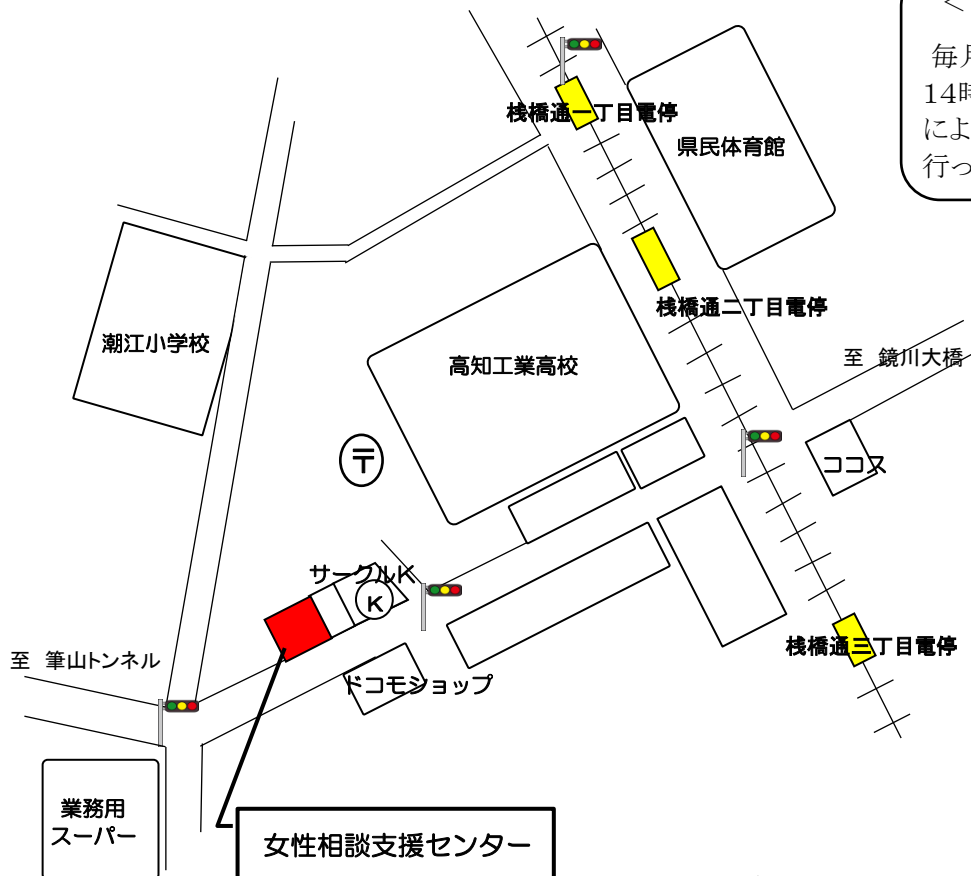 ＜
毎月
14時
によ
行っ
桟橋通一丁目電停
県民体育館
桟橋通二丁目電停
潮江小学校
高知工業高校
至 鏡川大橋
〒
ココス
サークルK
K
桟橋通三丁目電停
至 筆山トンネル
ドコモショップ
業務用
スーパー
女性相談支援センター